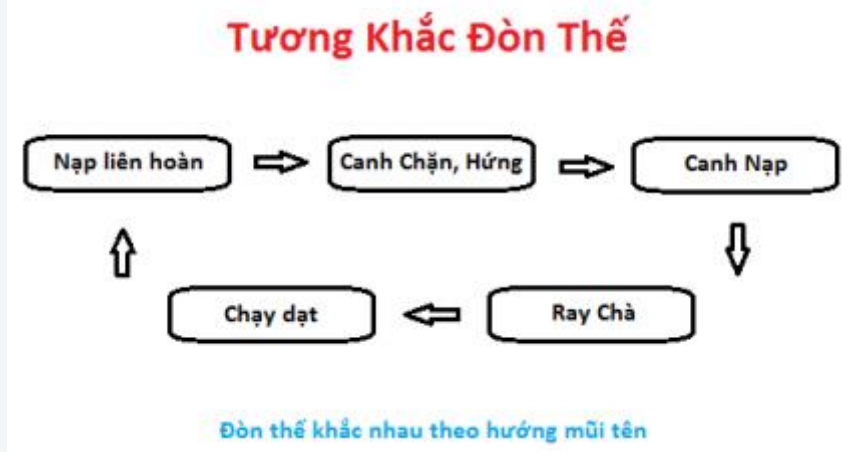 Tương Khắc Đòn Thế
Nạp liên hoàn
Canh Chặn, Hứng
Canh Nạp
Chạy dạt
Ray Chà
Đòn thế khắc nhau theo hướng mũi tên